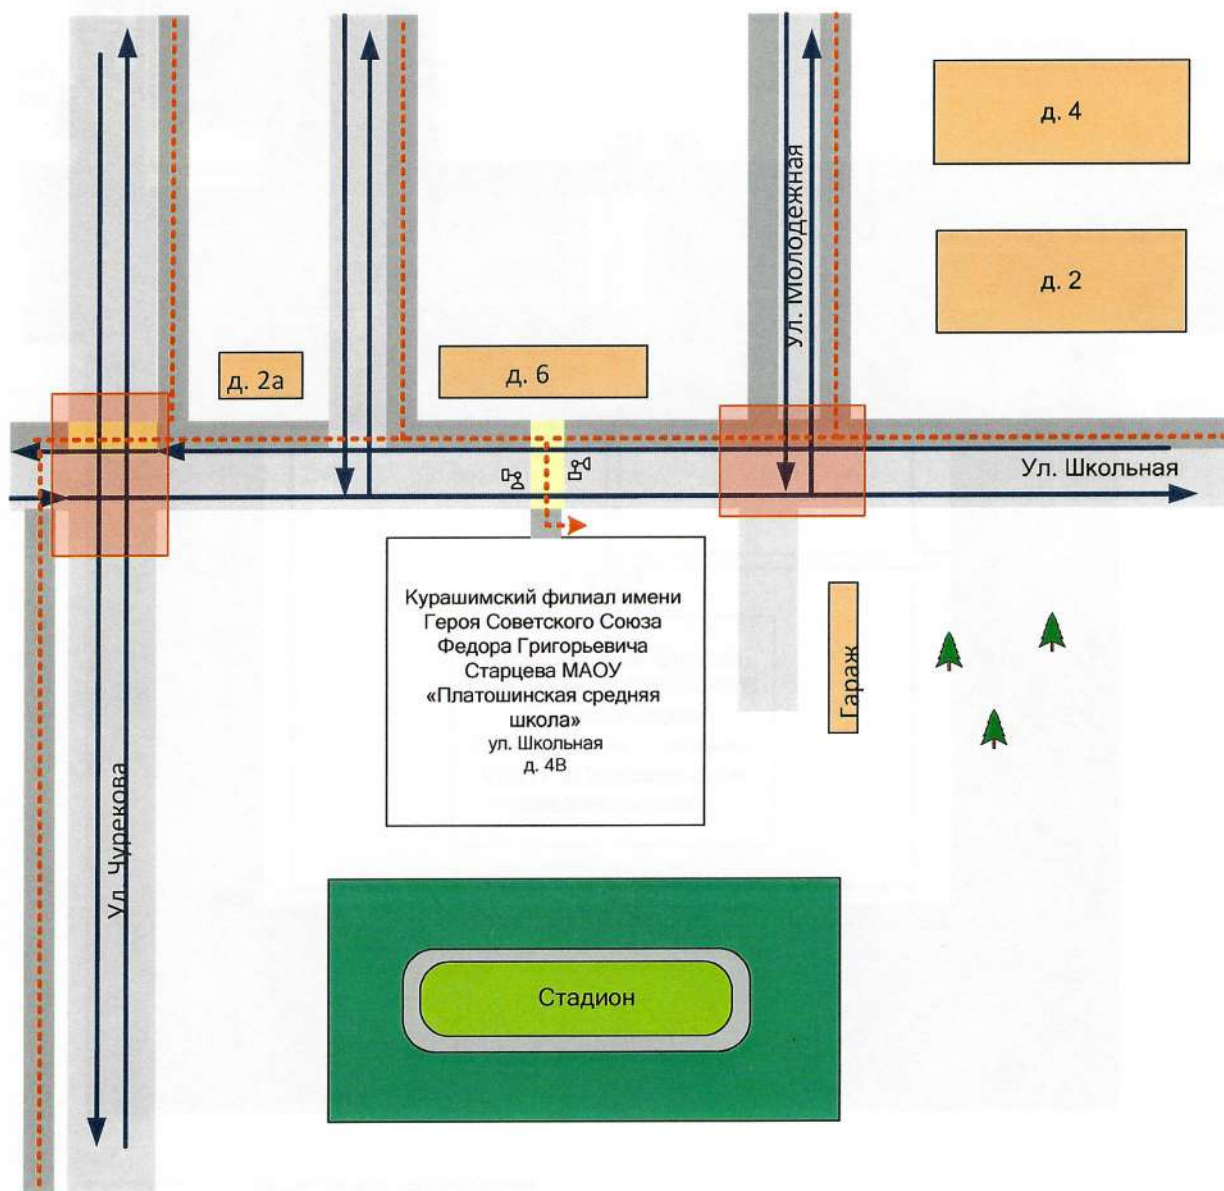 д. 4
Ул. Молодежная
д. 2
д. 2а
д. 6
Ул. Школьная
Курашимский филиал имени
Героя Советского Союза
Федора Григорьевича
Старцева МАОУ
«Платошинская средняя
школа»
ул. Школьная
д. 4В
Гараж
Ул. Чурекова
Стадион